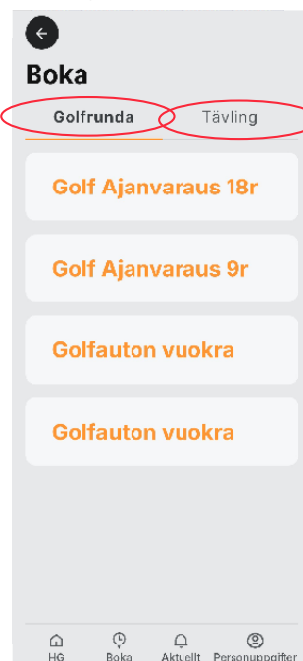 Boka
Golfrunda Tävling
Golf Ajanvaraus 18r
Golf Ajanvaraus 9r
Golfauton vuokra
Golfauton vuokra
HG Boka Aktuellt Personuppgifter